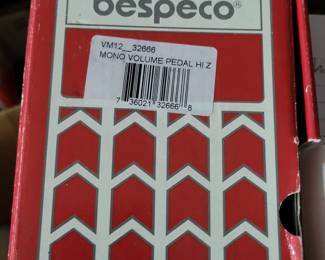 bespeco®
VM12__32666
MONO VOLUME PEDAL HI Z
7 36021 32666 8